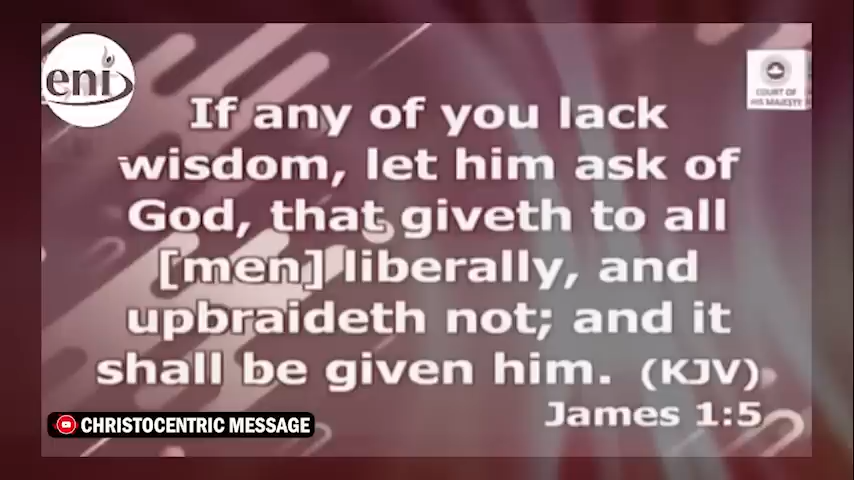 eni
COURT OF
HIS MAJESTY
If any of you lack
wisdom, let him ask of
God, that giveth to all
[men] liberally, and
upbraideth not; and it
shall be given him. (KJV)
James 1:5
CHRISTOCENTRIC MESSAGE